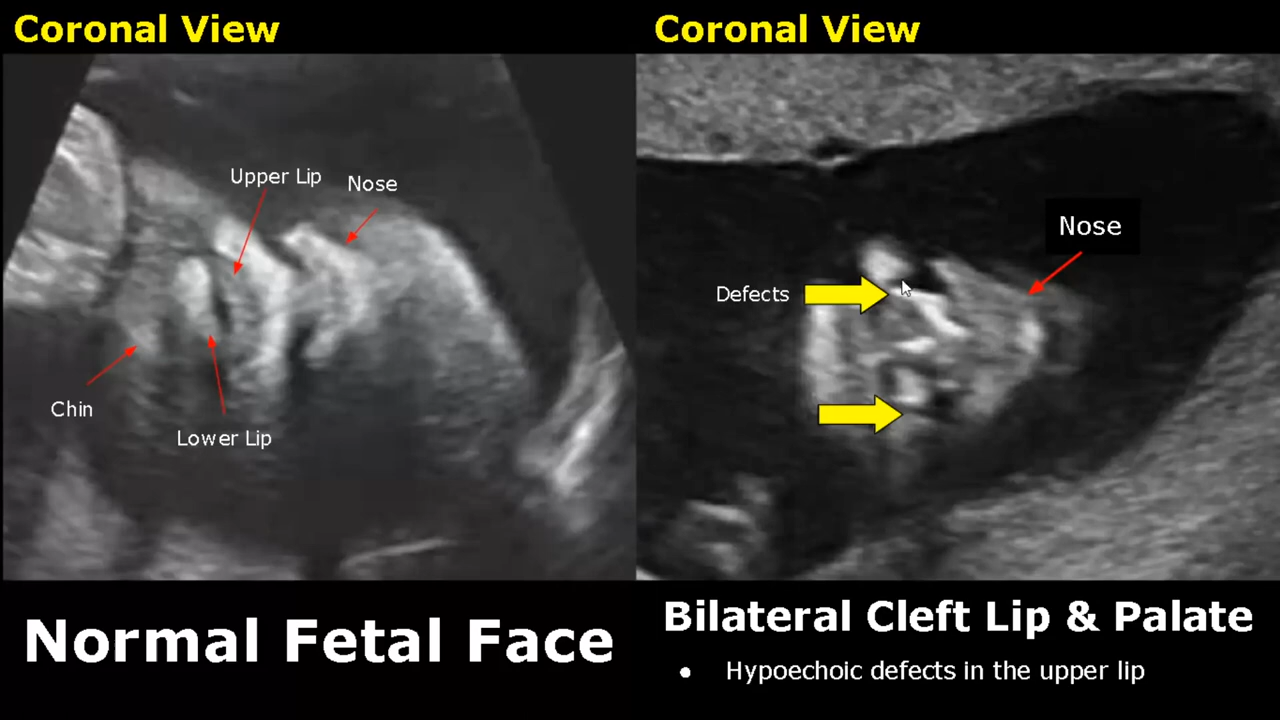 Coronal View
Upper Lip
Nose
Chin
Lower Lip
Normal Fetal Face
Coronal View
Nose
Defects
Bilateral Cleft Lip & Palate
• Hypoechoic defects in the upper lip